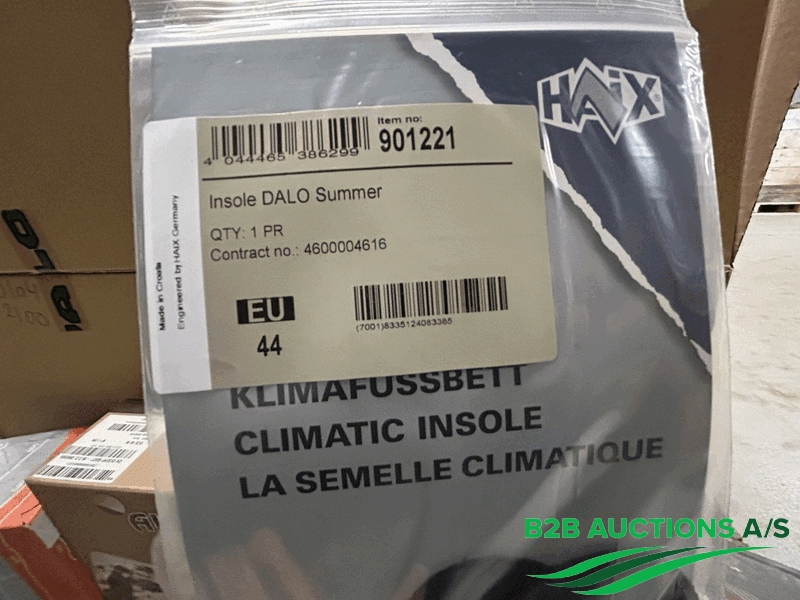 HAIX
Item no:
4 044465 386299
901221
Insole DALO Summer
QTY: 1 PR
Contract no.: 4600004616
Made in Croatia
Engineered by HAIX Germany
EU
44
(7001)8335124083365
KLIMAFUSSBETT
CLIMATIC INSOLE
LA SEMELLE CLIMATIQUE
B2B AUCTIONS A/S